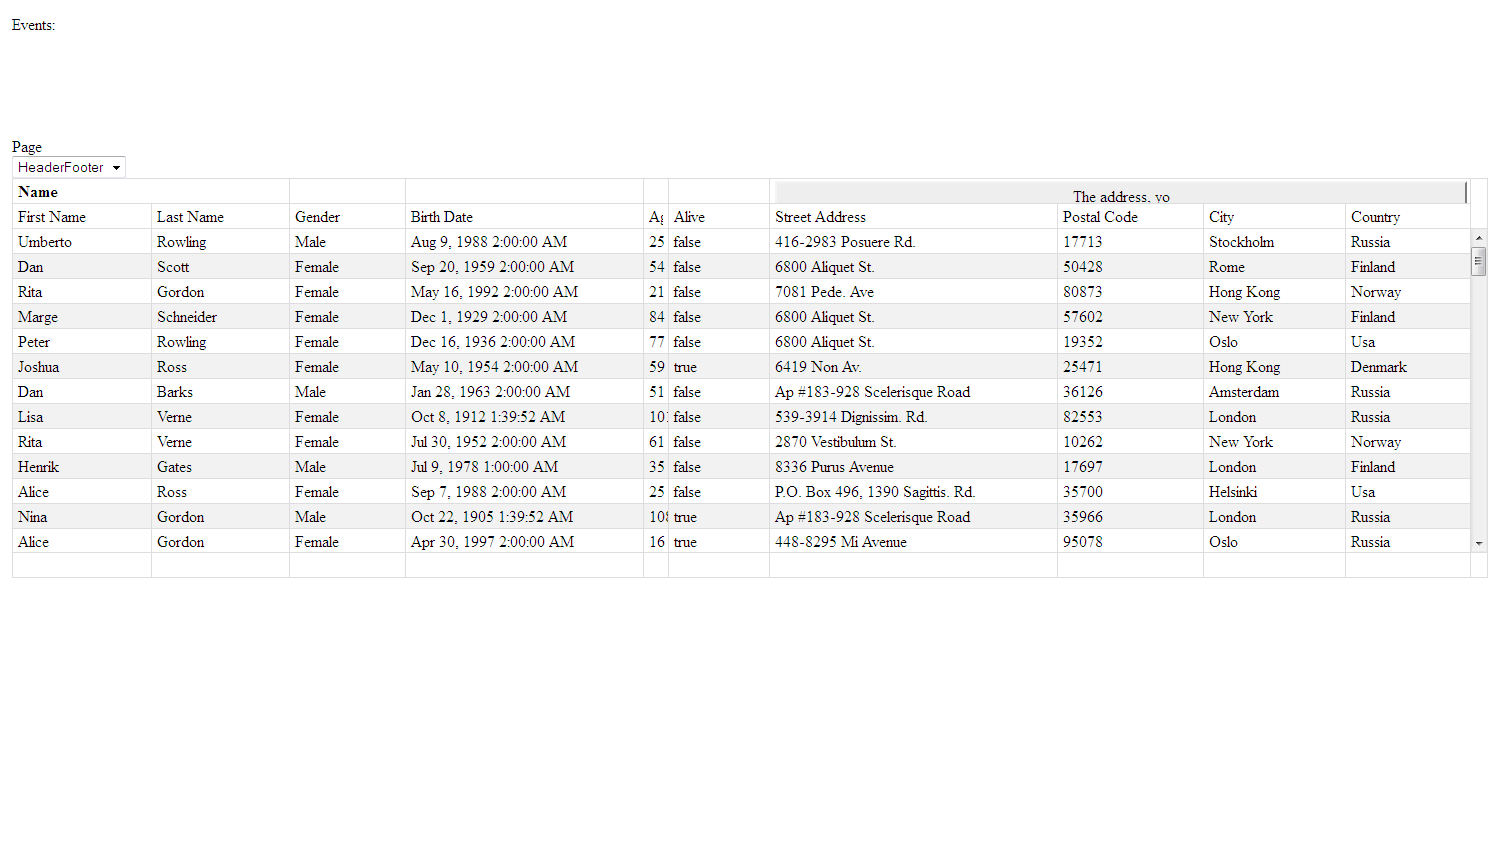 Events:
Page
HeaderFooter
Name The address, yo
First Name Last Name Gender Birth Date Ag Alive Street Address Postal Code City Country
Umberto Rowling Male Aug 9, 1988 2:00:00 AM 25 false 416-2983 Posuere Rd. 17713 Stockholm Russia
Dan Scott Female Sep 20, 1959 2:00:00 AM 54 false 6800 Aliquet St. 50428 Rome Finland
Rita Gordon Female May 16, 1992 2:00:00 AM 21 false 7081 Pede. Ave 80873 Hong Kong Norway
Marge Schneider Female Dec 1, 1929 2:00:00 AM 84 false 6800 Aliquet St. 57602 New York Finland
Peter Rowling Female Dec 16, 1936 2:00:00 AM 77 false 6800 Aliquet St. 19352 Oslo Usa
Joshua Ross Female May 10, 1954 2:00:00 AM 59 true 6419 Non Av. 25471 Hong Kong Denmark
Dan Barks Male Jan 28, 1963 2:00:00 AM 51 false Ap #183-928 Scelerisque Road 36126 Amsterdam Russia
Lisa Verne Female Oct 8, 1912 1:39:52 AM 101 false 539-3914 Dignissim. Rd. 82553 London Russia
Rita Verne Female Jul 30, 1952 2:00:00 AM 61 false 2870 Vestibulum St. 10262 New York Norway
Henrik Gates Male Jul 9, 1978 1:00:00 AM 35 false 8336 Purus Avenue 17697 London Finland
Alice Ross Female Sep 7, 1988 2:00:00 AM 25 false P.O. Box 496, 1390 Sagittis. Rd. 35700 Helsinki Usa
Nina Gordon Male Oct 22, 1905 1:39:52 AM 108 true Ap #183-928 Scelerisque Road 35966 London Russia
Alice Gordon Female Apr 30, 1997 2:00:00 AM 16 true 448-8295 Mi Avenue 95078 Oslo Russia